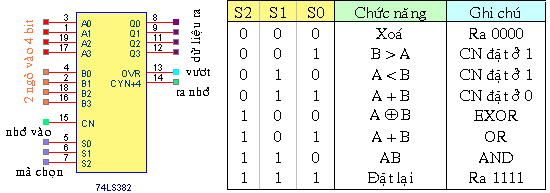 3 A0 Q0 8
1 A1 Q1 9
19 A2 Q2 11
17 A3 Q3 12
2 ngõ vào 4 bit
dữ liệu ra
4 B0 OVR 13 vượt
2 B1 CYN+4 14
18 B2 ra nhớ
16 B3
nhớ vào 15 CN
5 S0
6 S1
mã chọn 7 S2
74LS382
S2 S1 S0 Chức năng Ghi chú
0 0 0 Xoá Ra 0000
0 0 1 B > A CN đặt ở 1
0 1 0 A < B CN đặt ở 1
0 1 1 A + B CN đặt ở 0
1 0 0 A ⊕ B EXOR
1 0 1 A + B OR
1 1 0 AB AND
1 1 1 Đặt lại Ra 1111